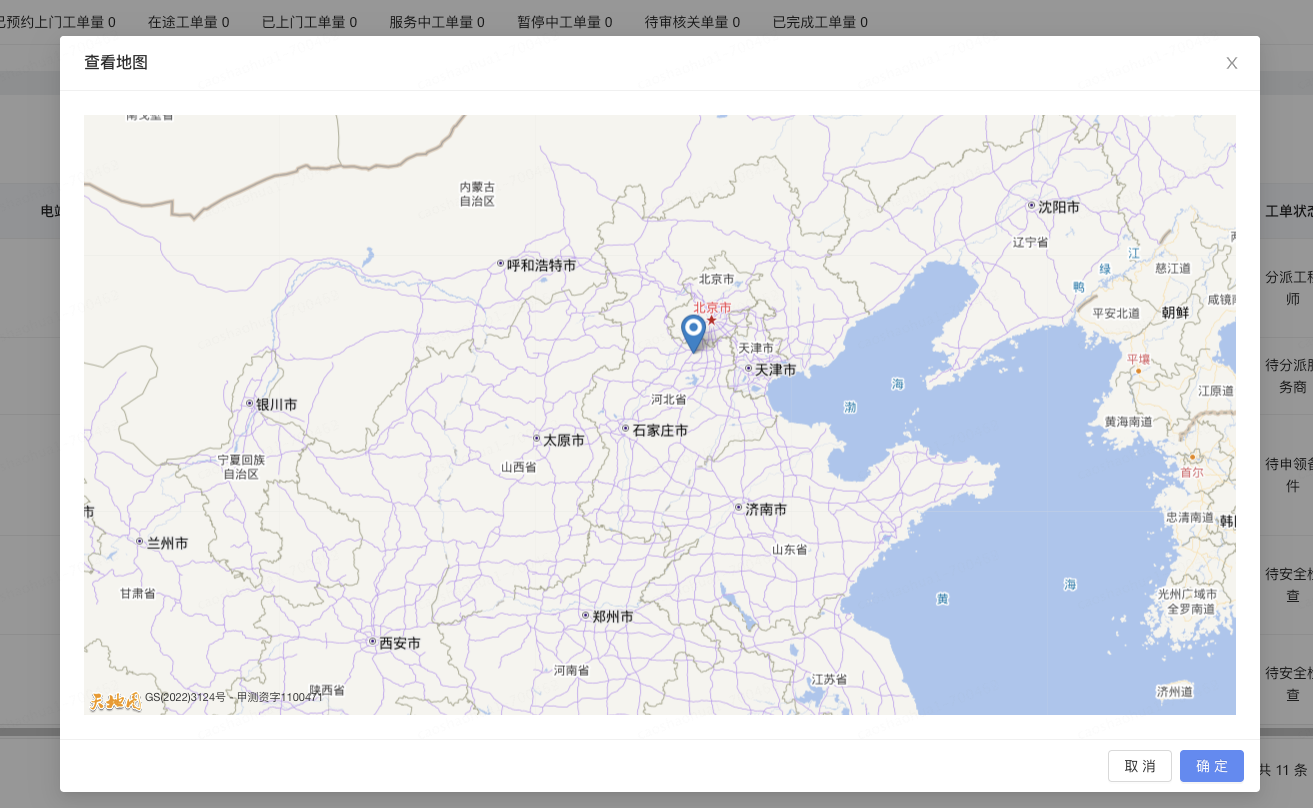 已预约上门工单量 0 在途工单量 0 已上门工单量 0 服务中工单量 0 暂停中工单量 0 待审核关单量 0 已完成工单量 0
查看地图
内蒙古
自治区
沈阳市
辽宁省
呼和浩特市
江
绿
鸭
慈江道
北京市
北京市
平安北道
朝鲜
咸镜
天津市
天津市
平壤
海
渤
江原道
河北省
银川市
石家庄市
太原市
黄海南道
山西省
宁夏回族
自治区
首尔
济南市
忠清南道
韩
市
兰州市
山东省
甘肃省
黄
海
光州广域市
全罗南道
郑州市
西安市
河南省
江苏省
陕西省
济州道
天地图
GS(2022)3124号 - 甲测资字1100471
电站
工单状态
分派工程
师
待分派服
务商
待申领备
件
待安全检
查
待安全检
查
取 消
确 定
共 11 条